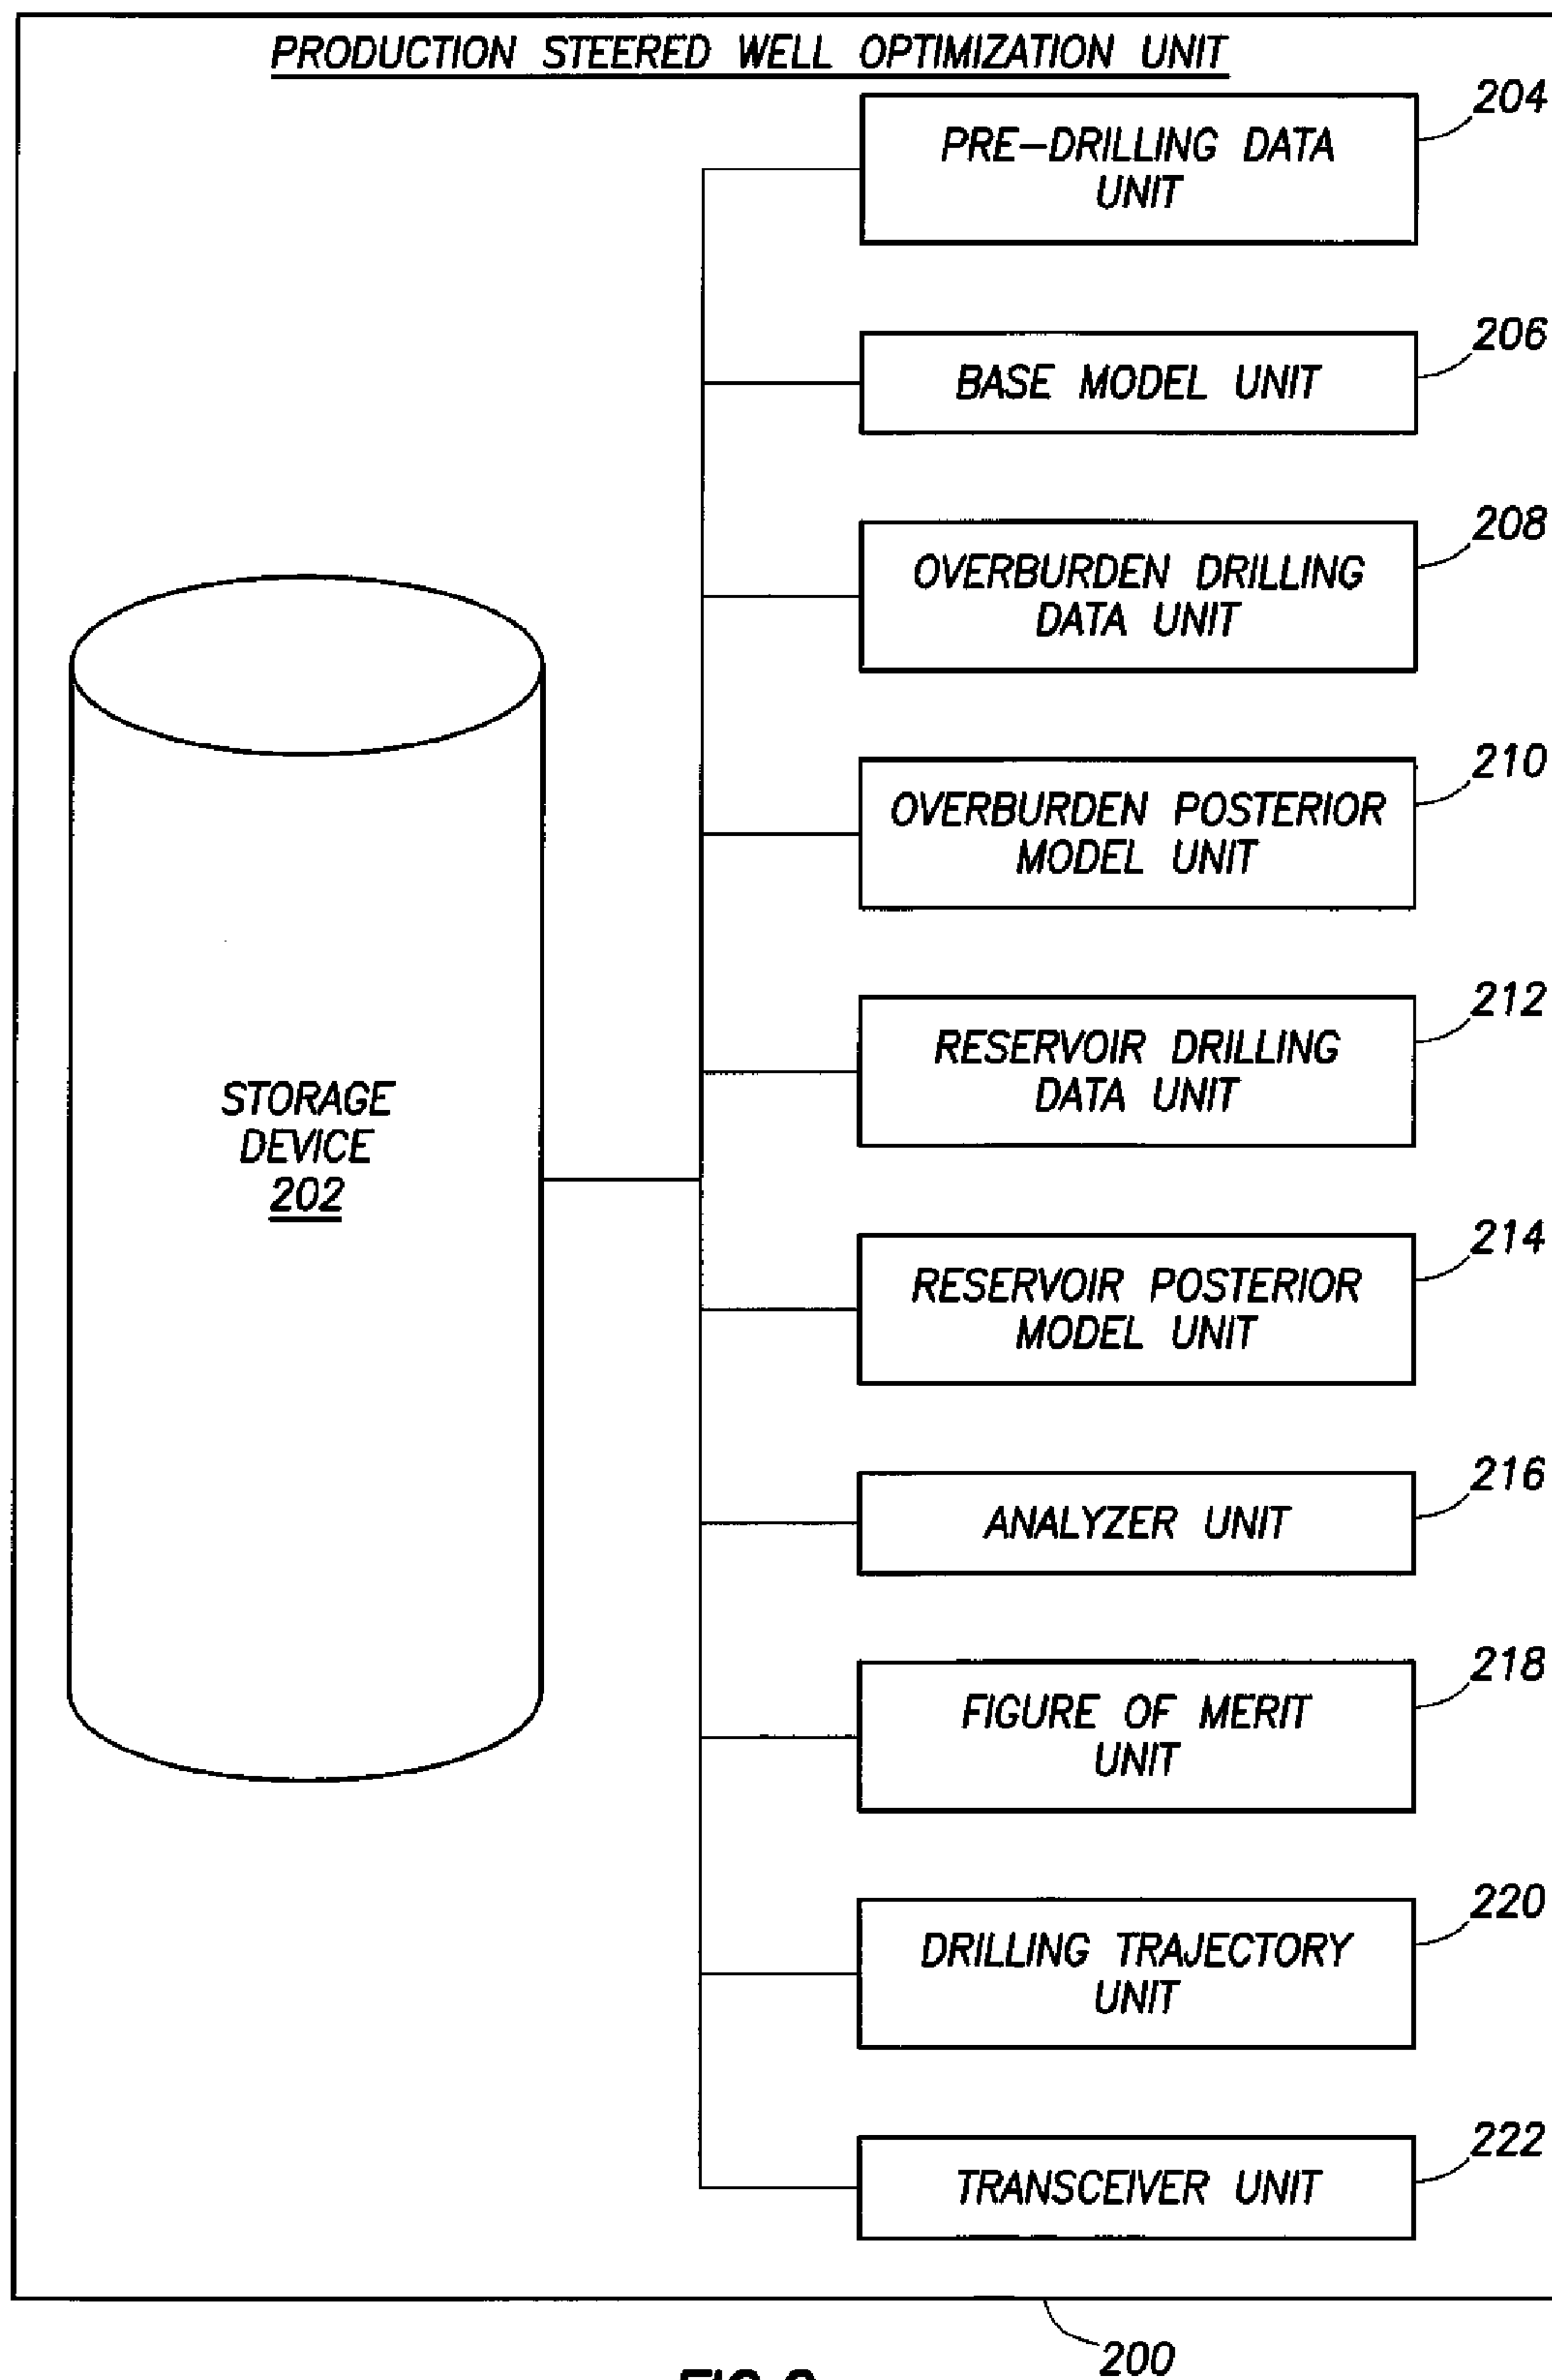 PRODUCTION STEERED WELL OPTIMIZATION UNIT
204
PRE-DRILLING DATA
UNIT
206
BASE MODEL UNIT
208
OVERBURDEN DRILLING
DATA UNIT
210
OVERBURDEN POSTERIOR
MODEL UNIT
212
RESERVOIR DRILLING
DATA UNIT
STORAGE
DEVICE
202
214
RESERVOIR POSTERIOR
MODEL UNIT
216
ANALYZER UNIT
218
FIGURE OF MERIT
UNIT
220
DRILLING TRAJECTORY
UNIT
222
TRANSCEIVER UNIT
200